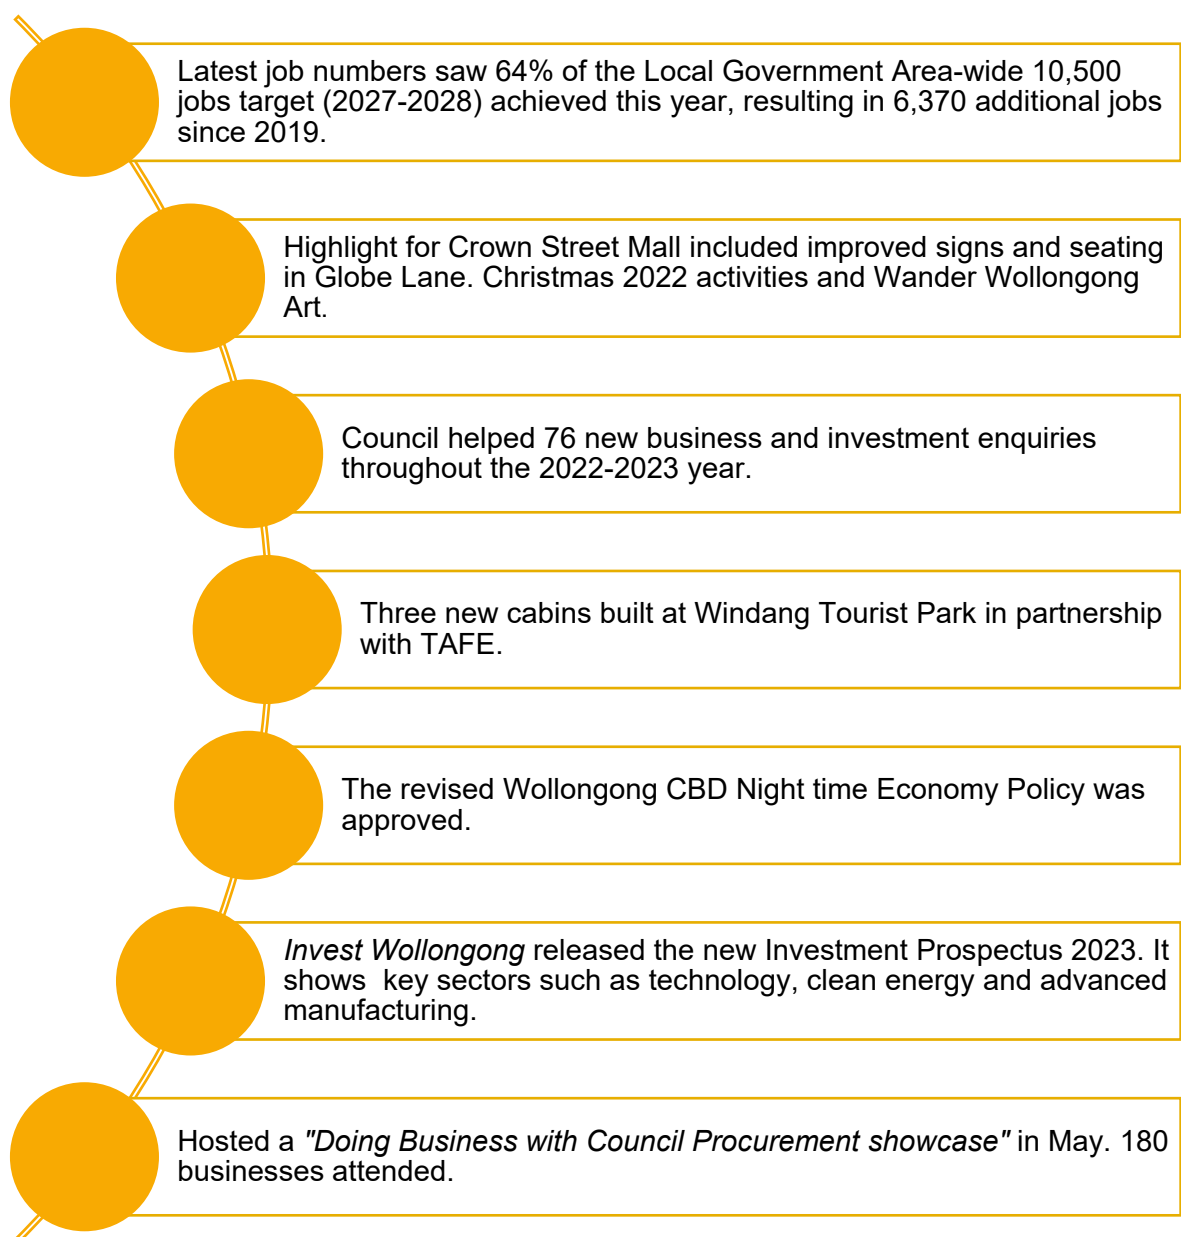 Latest job numbers saw 64% of the Local Government Area-wide 10,500
jobs target (2027-2028) achieved this year, resulting in 6,370 additional jobs
since 2019.
Highlight for Crown Street Mall included improved signs and seating
in Globe Lane. Christmas 2022 activities and Wander Wollongong
Art.
Council helped 76 new business and investment enquiries
throughout the 2022-2023 year.
Three new cabins built at Windang Tourist Park in partnership
with TAFE.
The revised Wollongong CBD Night time Economy Policy was
approved.
Invest Wollongong released the new Investment Prospectus 2023. It
shows  key sectors such as technology, clean energy and advanced
manufacturing.
Hosted a "Doing Business with Council Procurement showcase" in May. 180
businesses attended.